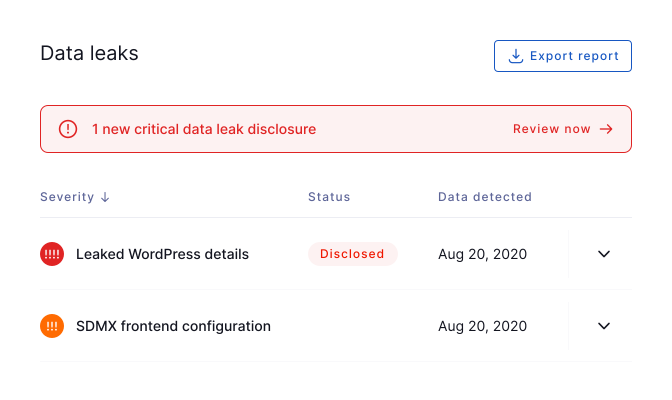 Data leaks
Export report
1 new critical data leak disclosure
Review now →
Severity ↓
Status
Data detected
!!!! Leaked WordPress details
Disclosed
Aug 20, 2020
!!! SDMX frontend configuration
Aug 20, 2020